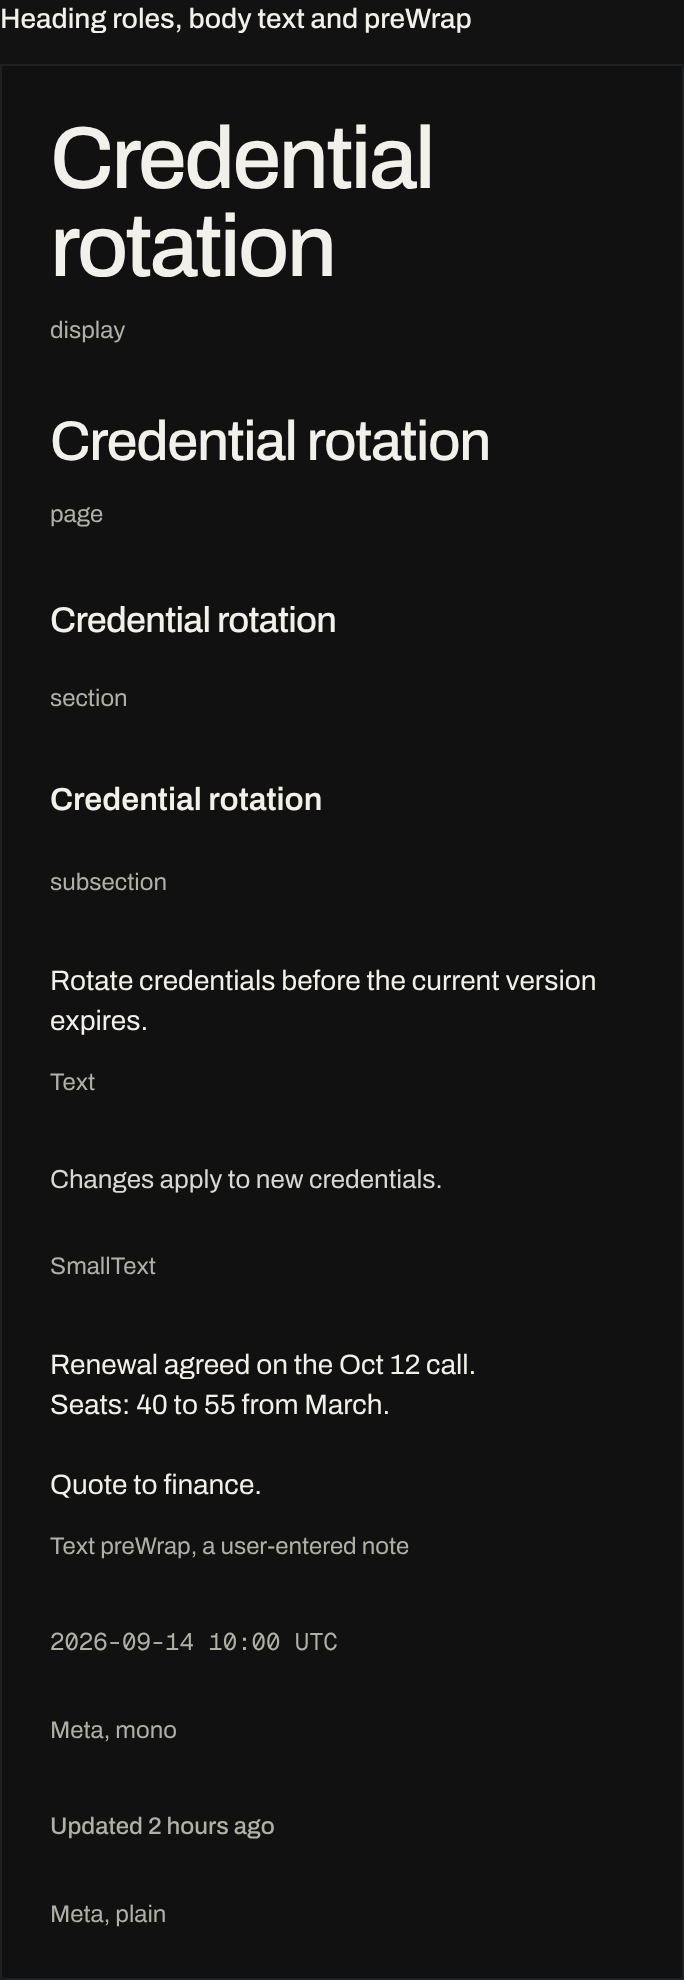 Heading roles, body text and preWrap
Credential
rotation
display
Credential rotation
page
Credential rotation
section
Credential rotation
subsection
Rotate credentials before the current version
expires.
Text
Changes apply to new credentials.
SmallText
Renewal agreed on the Oct 12 call.
Seats: 40 to 55 from March.
Quote to finance.
Text preWrap, a user-entered note
2026-09-14 10:00 UTC
Meta, mono
Updated 2 hours ago
Meta, plain